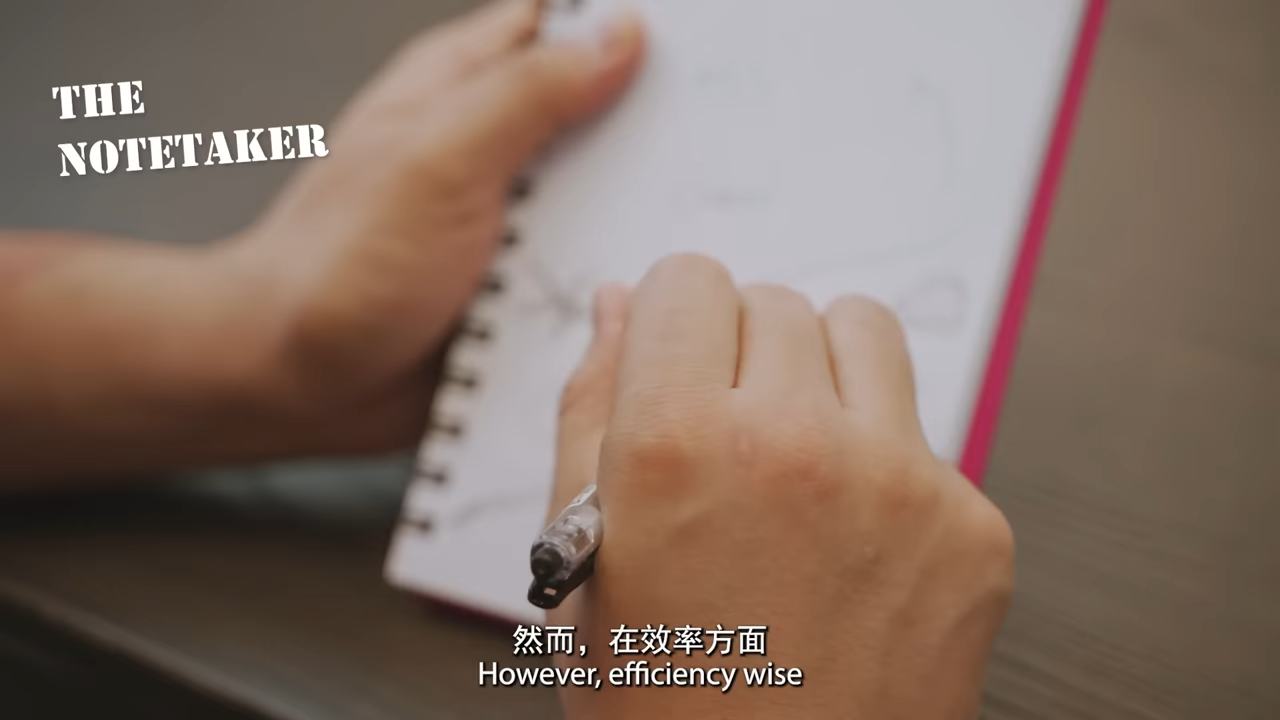 THE
NOTETAKER
然而，在效率方面
However, efficiency wise